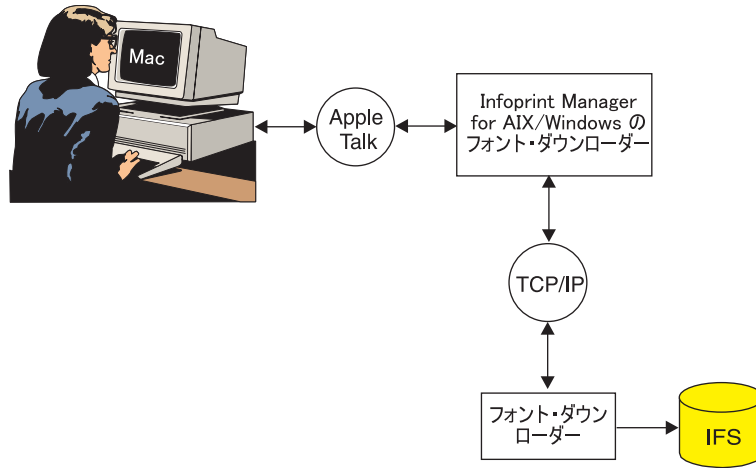 Mac
Apple
Talk
Infoprint Manager
for AIX/Windows の
フォント・ダウンローダー
TCP/IP
フォント・ダウン
ローダー
IFS